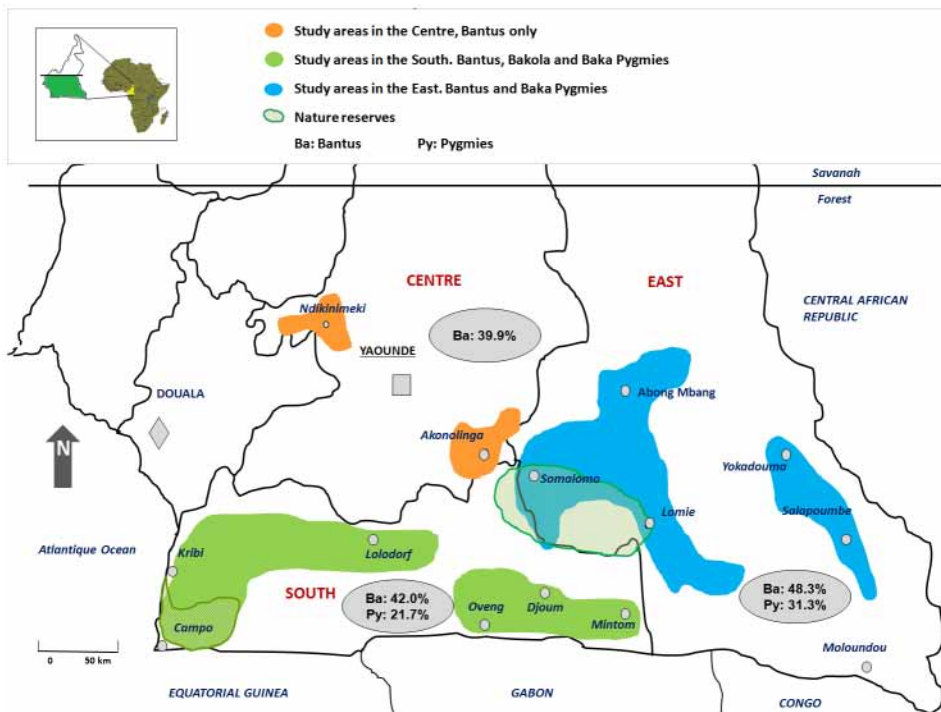 Study areas in the Centre, Bantus only
Study areas in the South. Bantus, Bakola and Baka Pygmies
Study areas in the East. Bantus and Baka Pygmies
Nature reserves
Ba: Bantus Py: Pygmies
Savanah
Forest
CENTRE
EAST
CENTRAL AFRICAN
REPUBLIC
Ndikinimeki
Ba: 39.9%
YAOUNDE
DOUALA
Abong Mbang
N
Akonolinga
Yokadouma
Somaloma
Salapoumbe
Lomie
Atlantique Ocean
Kribi
Lolodorf
SOUTH
Ba: 42.0%
Py: 21.7%
Oveng
Djoum
Mintom
Ba: 48.3%
Py: 31.3%
Campo
Moloundou
0 50 km
EQUATORIAL GUINEA
GABON
CONGO